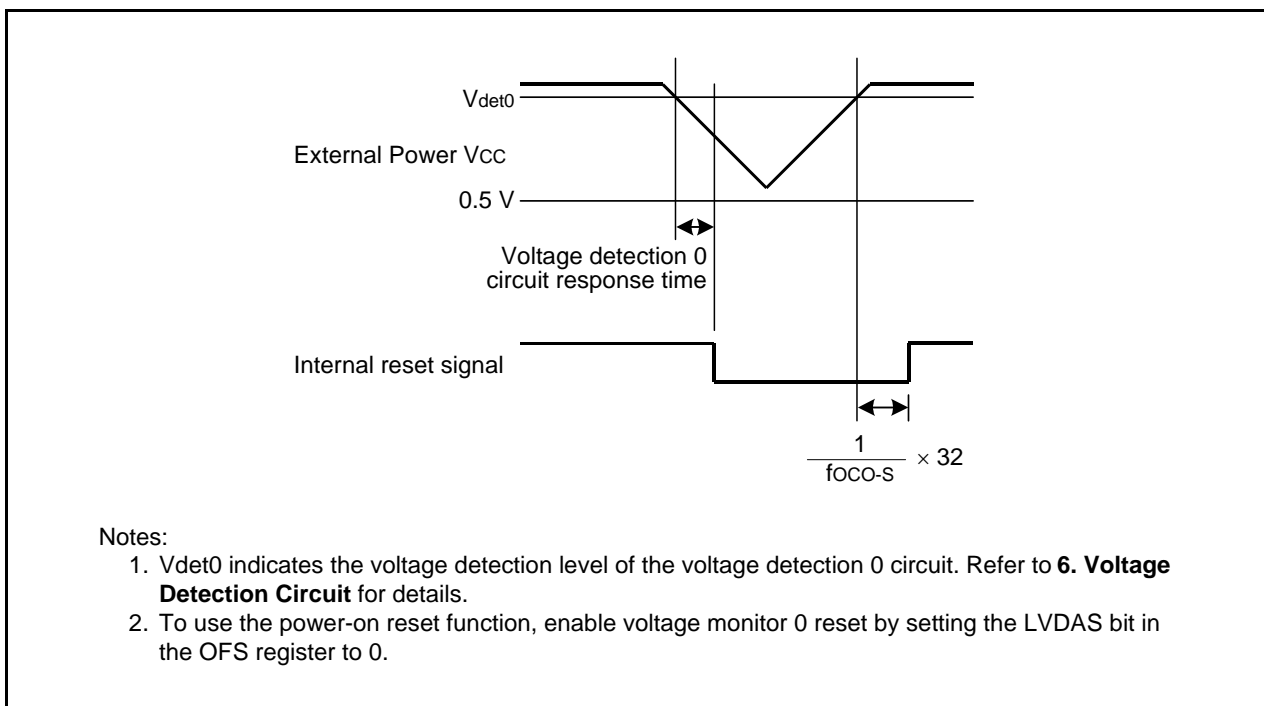 Vdet0
External Power VCC
0.5 V
Voltage detection 0
circuit response time
Internal reset signal
1
fOCO-S
× 32
Notes:
1. Vdet0 indicates the voltage detection level of the voltage detection 0 circuit. Refer to 6. Voltage
Detection Circuit for details.
2. To use the power-on reset function, enable voltage monitor 0 reset by setting the LVDAS bit in
the OFS register to 0.